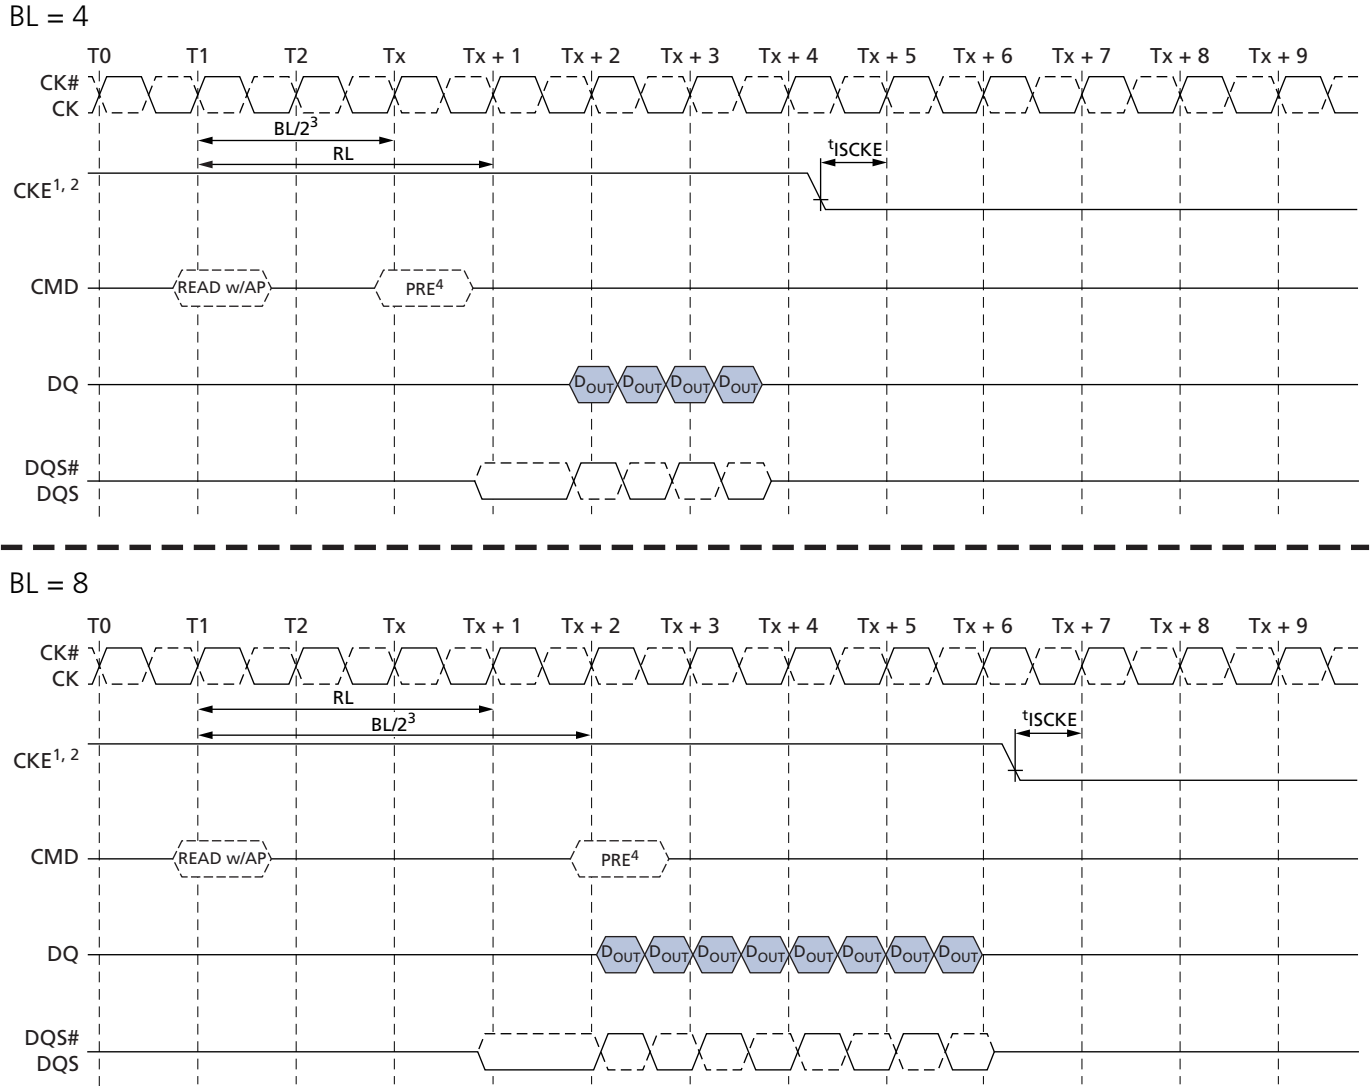 BL = 4
T0 T1 T2 Tx Tx + 1 Tx + 2 Tx + 3 Tx + 4 Tx + 5 Tx + 6 Tx + 7 Tx + 8 Tx + 9
CK#
CK
BL/2³
RL
ᵗISCKE
CKE¹˒ ²
CMD READ w/AP PRE⁴
DQ DOUT DOUT DOUT DOUT
DQS#
DQS
BL = 8
T0 T1 T2 Tx Tx + 1 Tx + 2 Tx + 3 Tx + 4 Tx + 5 Tx + 6 Tx + 7 Tx + 8 Tx + 9
CK#
CK
RL
BL/2³
ᵗISCKE
CKE¹˒ ²
CMD READ w/AP PRE⁴
DQ DOUT DOUT DOUT DOUT DOUT DOUT DOUT DOUT
DQS#
DQS